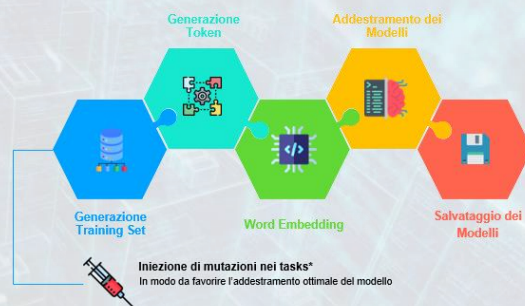 Generazione
Token
Addestramento dei
Modelli
Generazione
Training Set
Word Embedding
Salvataggio dei
Modelli
Iniezione di mutazioni nei tasks*
In modo da favorire l'addestramento ottimale del modello